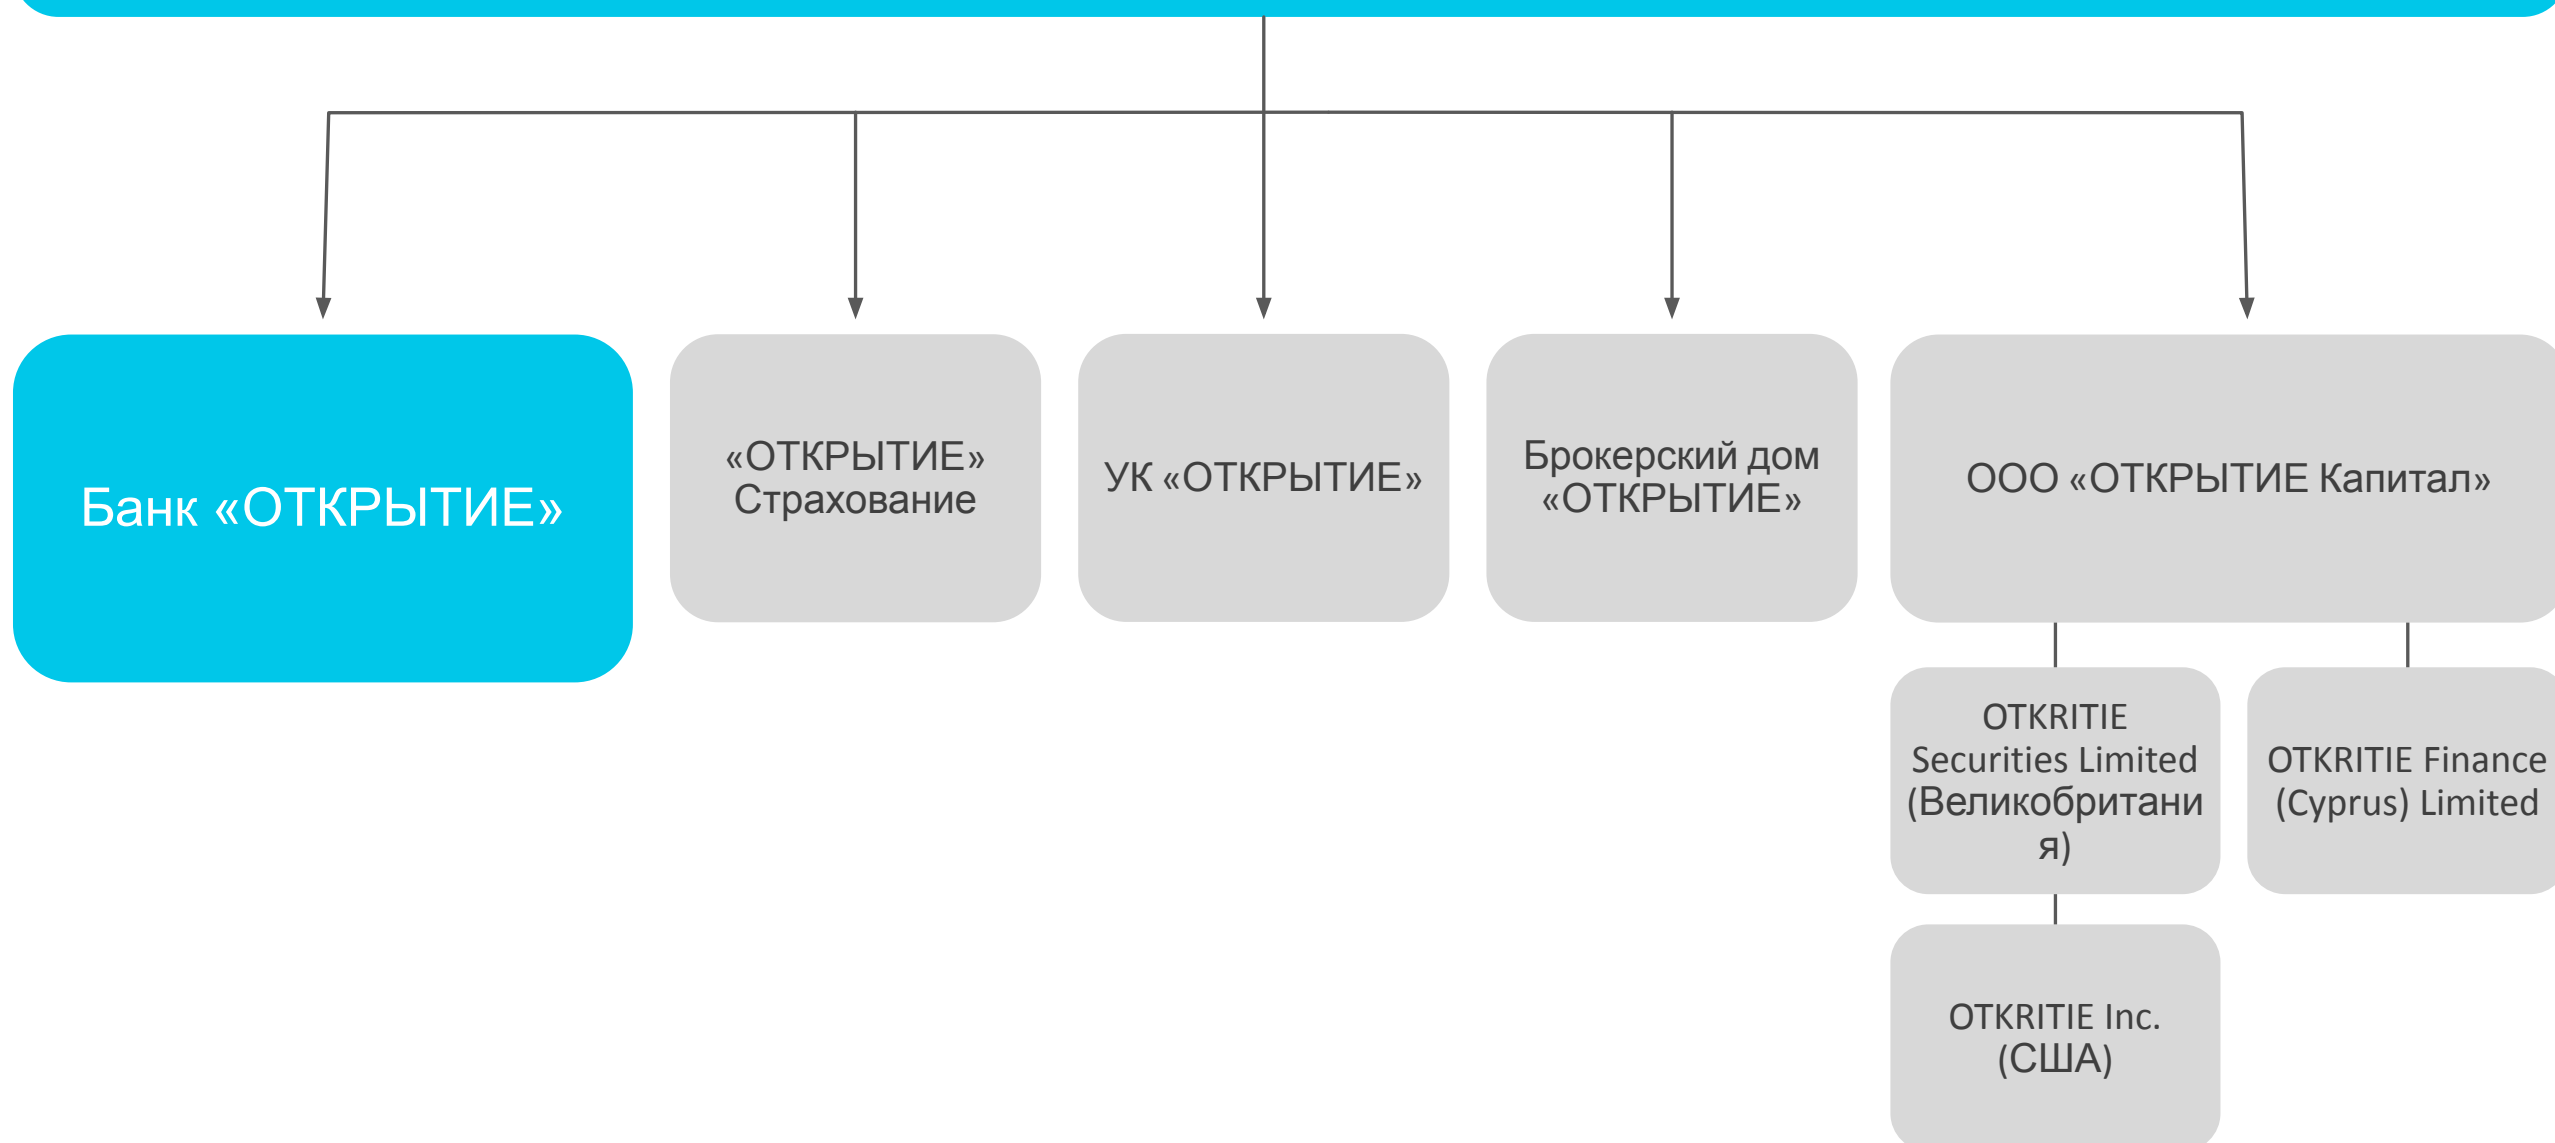 Банк «ОТКРЫТИЕ»
«ОТКРЫТИЕ»
Страхование
УК «ОТКРЫТИЕ»
Брокерский дом
«ОТКРЫТИЕ»
ООО «ОТКРЫТИЕ Капитал»
OTKRITIE
Securities Limited
(Великобритани
я)
OTKRITIE Finance
(Cyprus) Limited
OTKRITIE Inc.
(США)